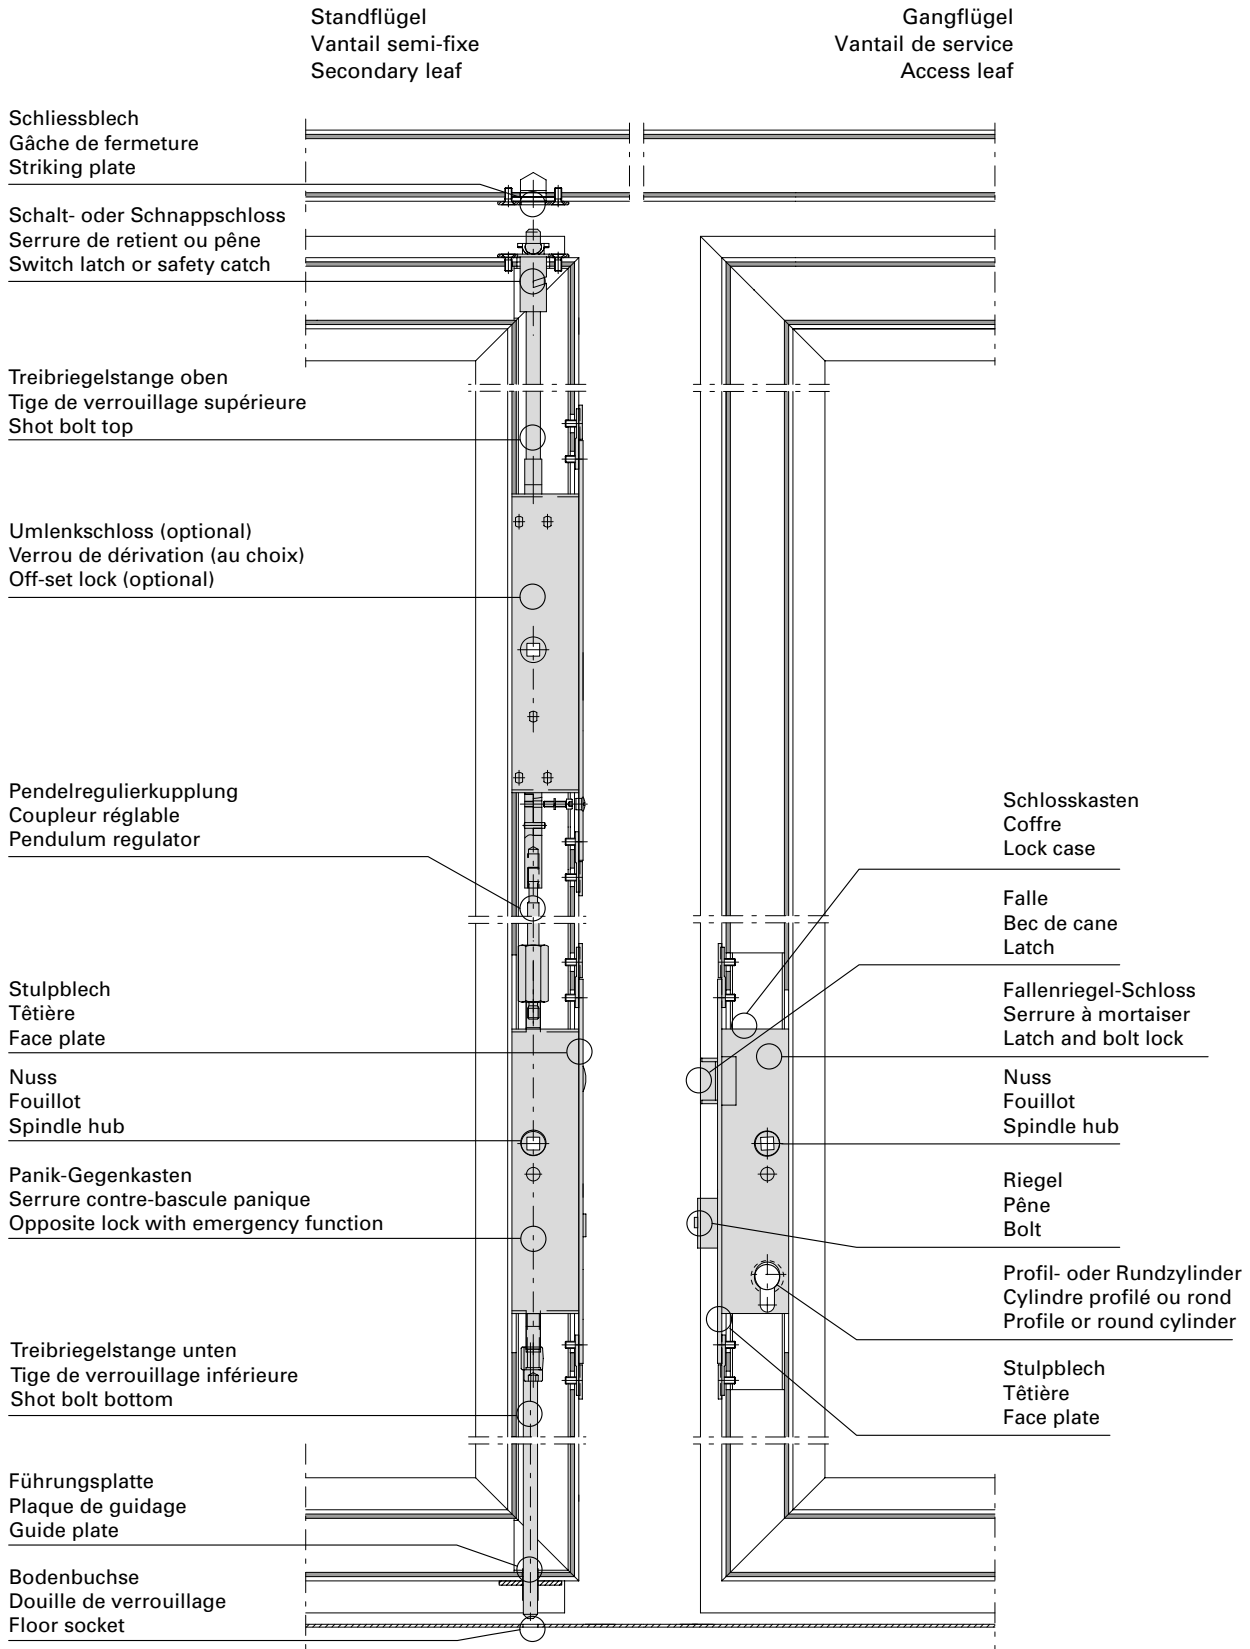 Standflügel
Vantail semi-fixe
Secondary leaf
Gangflügel
Vantail de service
Access leaf
Schliessblech
Gâche de fermeture
Striking plate
Schalt- oder Schnappschloss
Serrure de retient ou pêne
Switch latch or safety catch
Treibriegelstange oben
Tige de verrouillage supérieure
Shot bolt top
Umlenkschloss (optional)
Verrou de dérivation (au choix)
Off-set lock (optional)
Pendelregulierkupplung
Coupleur réglable
Pendulum regulator
Stulpblech
Têtière
Face plate
Nuss
Fouillot
Spindle hub
Panik-Gegenkasten
Serrure contre-bascule panique
Opposite lock with emergency function
Treibriegelstange unten
Tige de verrouillage inférieure
Shot bolt bottom
Führungsplatte
Plaque de guidage
Guide plate
Bodenbuchse
Douille de verrouillage
Floor socket
Schlosskasten
Coffre
Lock case
Falle
Bec de cane
Latch
Fallenriegel-Schloss
Serrure à mortaiser
Latch and bolt lock
Nuss
Fouillot
Spindle hub
Riegel
Pêne
Bolt
Profil- oder Rundzylinder
Cylindre profilé ou rond
Profile or round cylinder
Stulpblech
Têtière
Face plate